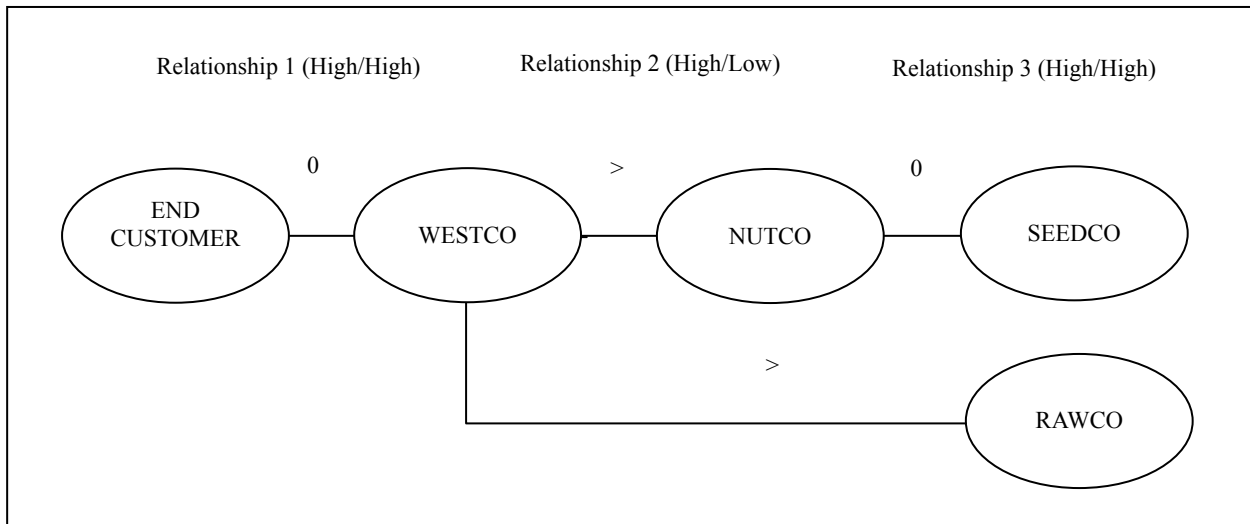 Relationship 1 (High/High)
Relationship 2 (High/Low)
Relationship 3 (High/High)
0
>
0
END
CUSTOMER
WESTCO
NUTCO
SEEDCO
>
RAWCO